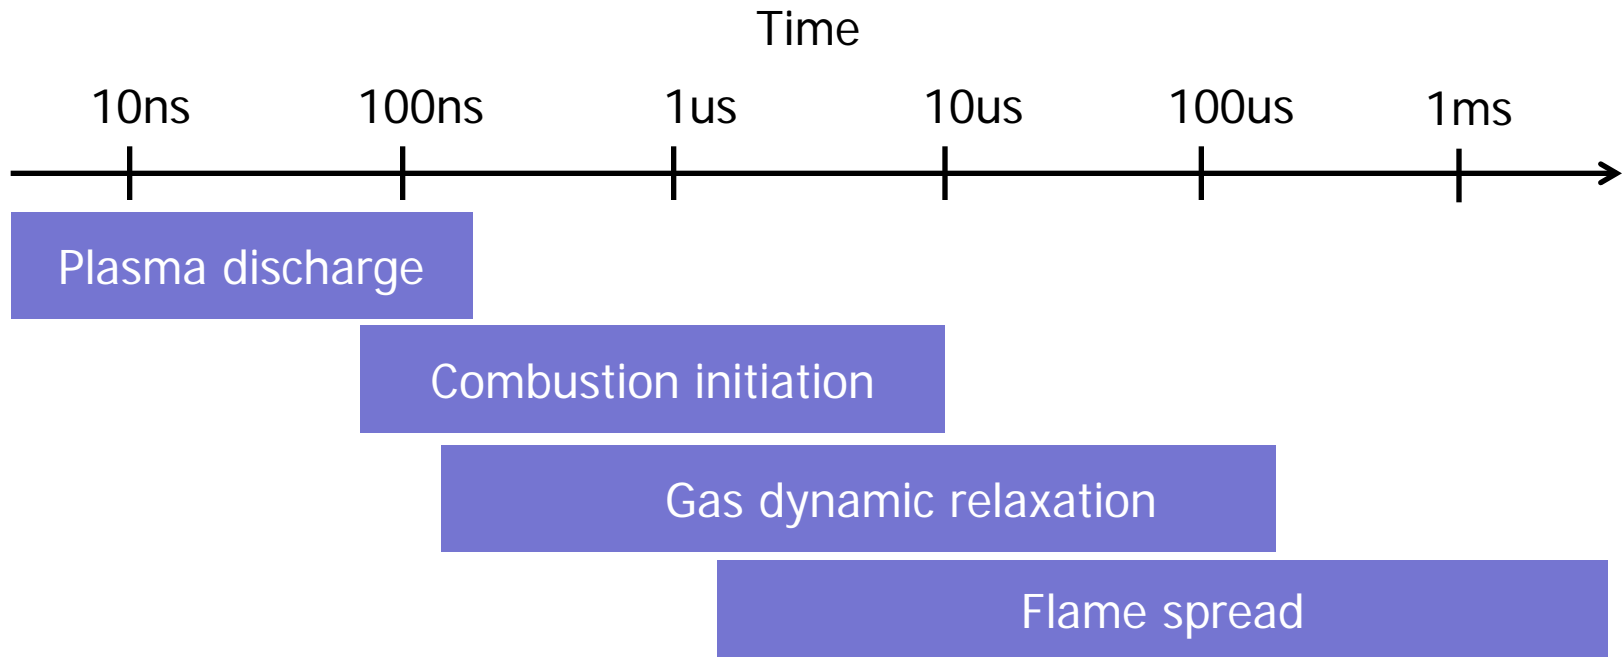 Time
10ns 100ns 1us 10us 100us 1ms
Plasma discharge
Combustion initiation
Gas dynamic relaxation
Flame spread